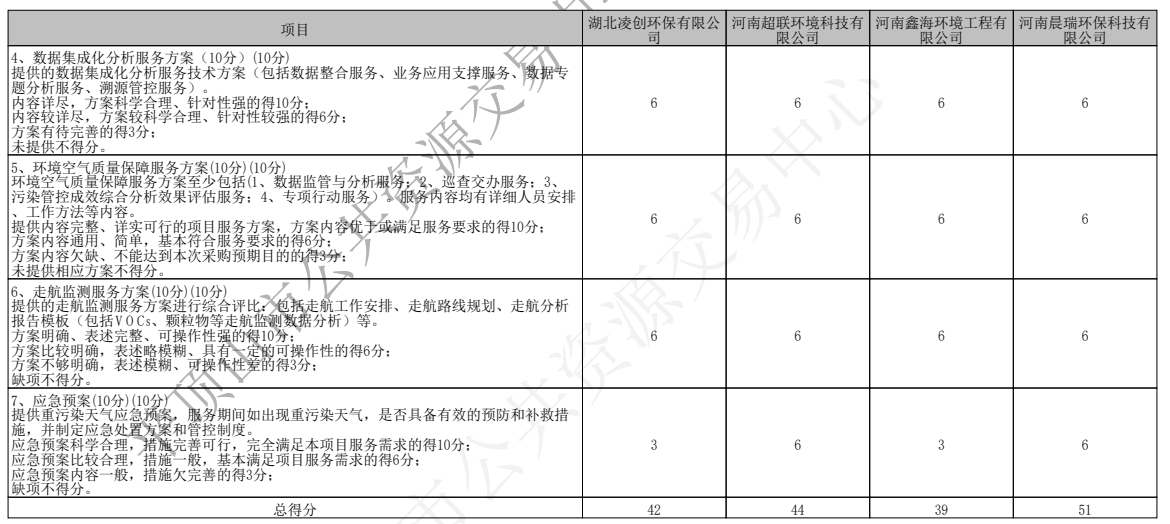 项目
湖北凌创环保有限公
司
河南超联环境科技有
限公司
河南鑫海环境工程有
限公司
河南晨瑞环保科技有
限公司
4、数据集成化分析服务方案（10分）(10分)
提供的数据集成化分析服务技术方案（包括数据整合服务、业务应用支撑服务、数据专
题分析服务、溯源管控服务）。
内容详尽，方案科学合理、针对性强的得10分；
内容较详尽，方案较科学合理、针对性较强的得6分；
方案有待完善的得3分；
未提供不得分。
6
6
6
6
5、环境空气质量保障服务方案(10分)(10分)
环境空气质量保障服务方案至少包括(1、数据监管与分析服务；2、巡查交办服务；3、
污染管控成效综合分析效果评估服务；4、专项行动服务）。服务内容均有详细人员安排
、工作方法等内容。
提供内容完整、详实可行的项目服务方案，方案内容优于或满足服务要求的得10分；
方案内容通用、简单，基本符合服务要求的得6分；
方案内容欠缺、不能达到本次采购预期目的的得3分；
未提供相应方案不得分。
6
6
6
6
6、走航监测服务方案(10分)(10分)
提供的走航监测服务方案进行综合评比：包括走航工作安排、走航路线规划、走航分析
报告模板（包括VOCs、颗粒物等走航监测数据分析）等。
方案明确、表述完整、可操作性强的得10分；
方案比较明确，表述略模糊、具有一定的可操作性的得6分；
方案不够明确，表述模糊、可操作性差的得3分；
缺项不得分。
6
6
6
6
7、应急预案(10分)(10分)
提供重污染天气应急预案，服务期间如出现重污染天气，是否具备有效的预防和补救措
施，并制定应急处置方案和管控制度。
应急预案科学合理，措施完善可行，完全满足本项目服务需求的得10分；
应急预案比较合理，措施一般，基本满足项目服务需求的得6分；
应急预案内容一般，措施欠完善的得3分；
缺项不得分。
3
6
3
6
总得分
42
44
39
51
平顶山市公共资源交易中
市公共资源交易中心